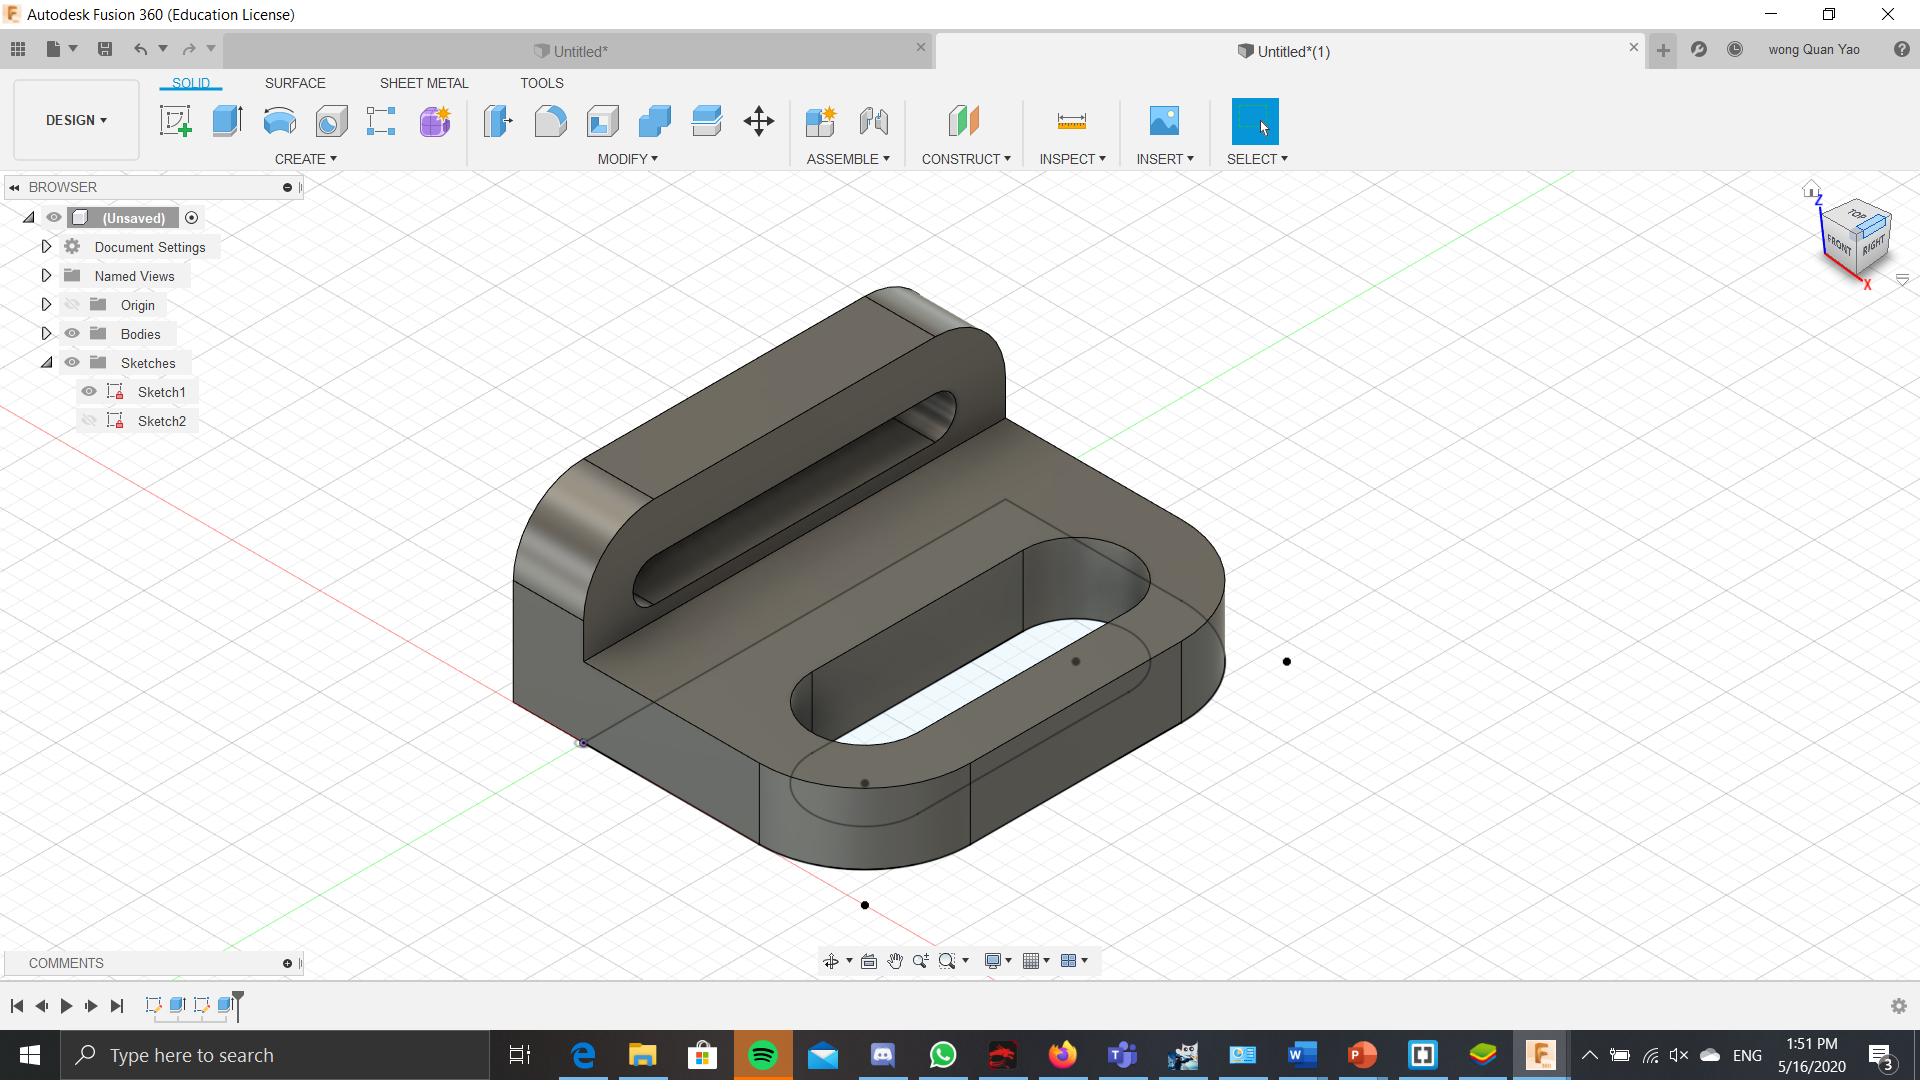 Autodesk Fusion 360 (Education License)
Untitled*
Untitled*(1)
wong Quan Yao
SOLID SURFACE SHEET METAL TOOLS
DESIGN
CREATE MODIFY ASSEMBLE CONSTRUCT INSPECT INSERT SELECT
BROWSER
(Unsaved)
Document Settings
Named Views
Origin
Bodies
Sketches
Sketch1
Sketch2
Z
TOP
FRONT
RIGHT
X
COMMENTS
Type here to search
ENG
1:51 PM
5/16/2020
3